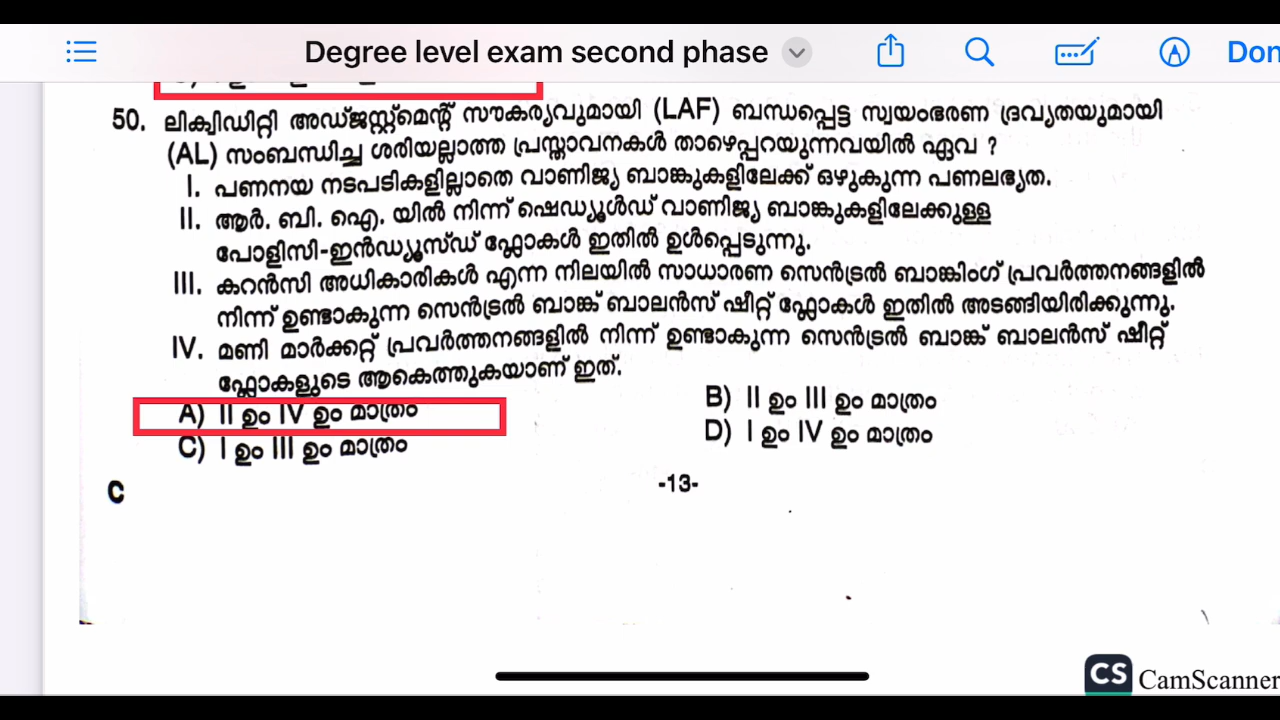 Degree level exam second phase
Don
50. ലിക്വിഡിറ്റി അഡ്ജസ്റ്റ്മെന്റ് സൗകര്യവുമായി (LAF) ബന്ധപ്പെട്ട സ്വയംഭരണ ദ്രവ്യതയുമായി
(AL) സംബന്ധിച്ച ശരിയല്ലാത്ത പ്രസ്താവനകൾ താഴെപ്പറയുന്നവയിൽ ഏവ ?
I. പണനയ നടപടികളില്ലാതെ വാണിജ്യ ബാങ്കുകളിലേക്ക് ഒഴുകുന്ന പണലഭ്യത.
II. ആർ. ബി. ഐ. യിൽ നിന്ന് ഷെഡ്യൂൾഡ് വാണിജ്യ ബാങ്കുകളിലേക്കുള്ള
പോളിസി-ഇൻഡ്യൂസ്ഡ് ഫ്ലോകൾ ഇതിൽ ഉൾപ്പെടുന്നു.
III. കറൻസി അധികാരികൾ എന്ന നിലയിൽ സാധാരണ സെൻട്രൽ ബാങ്കിംഗ് പ്രവർത്തനങ്ങളിൽ
നിന്ന് ഉണ്ടാകുന്ന സെൻട്രൽ ബാങ്ക് ബാലൻസ് ഷീറ്റ് ഫ്ലോകൾ ഇതിൽ അടങ്ങിയിരിക്കുന്നു.
IV. മണി മാർക്കറ്റ് പ്രവർത്തനങ്ങളിൽ നിന്ന് ഉണ്ടാകുന്ന സെൻട്രൽ ബാങ്ക് ബാലൻസ് ഷീറ്റ്
ഫ്ലോകളുടെ ആകെത്തുകയാണ് ഇത്.
A) II ഉം IV ഉം മാത്രം
B) II ഉം III ഉം മാത്രം
C) I ഉം III ഉം മാത്രം
D) I ഉം IV ഉം മാത്രം
C
-13-
CS CamScanner